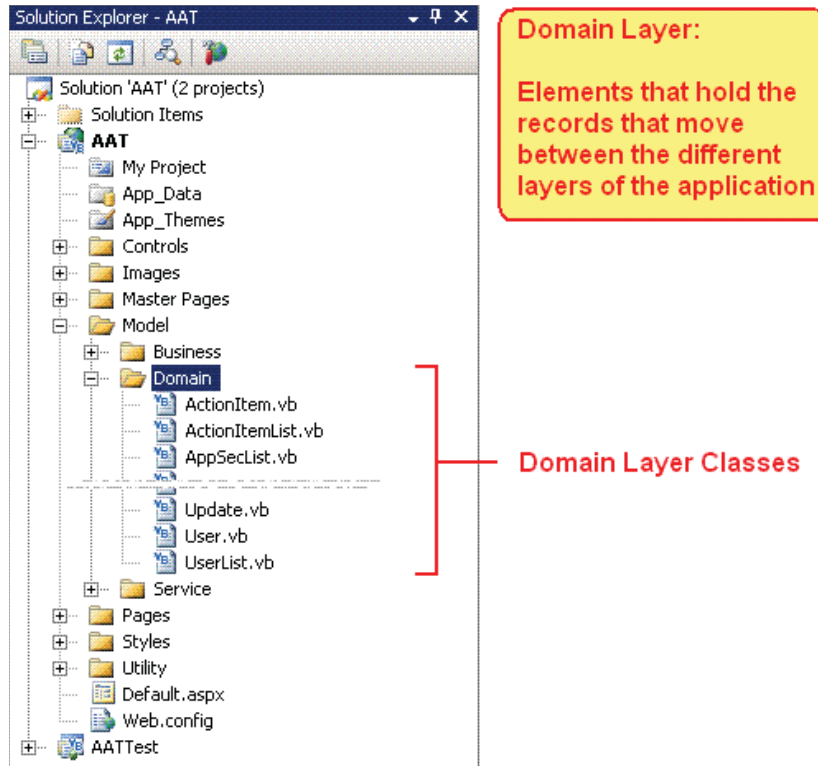 Solution Explorer - AAT
Solution 'AAT' (2 projects)
Solution Items
AAT
My Project
App_Data
App_Themes
Controls
Images
Master Pages
Model
Business
Domain
ActionItem.vb
ActionItemList.vb
AppSecList.vb
Update.vb
User.vb
UserList.vb
Service
Pages
Styles
Utility
Default.aspx
Web.config
AATTest
Domain Layer:
Elements that hold the
records that move
between the different
layers of the application
Domain Layer Classes